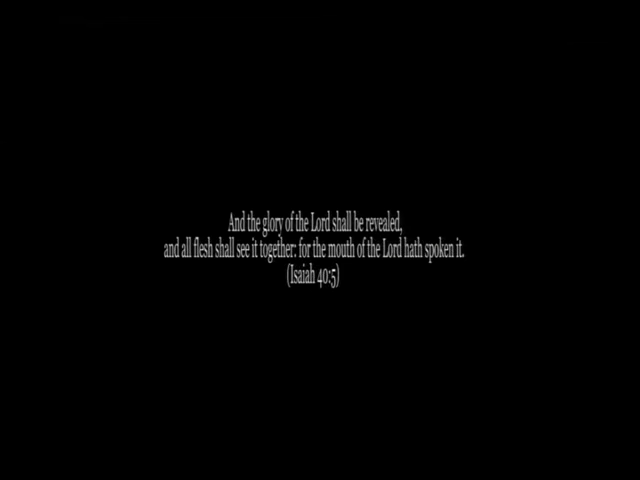 And the glory of the Lord shall be revealed,
and all flesh shall see it together: for the mouth of the Lord hath spoken it.
(Isaiah 40:5)